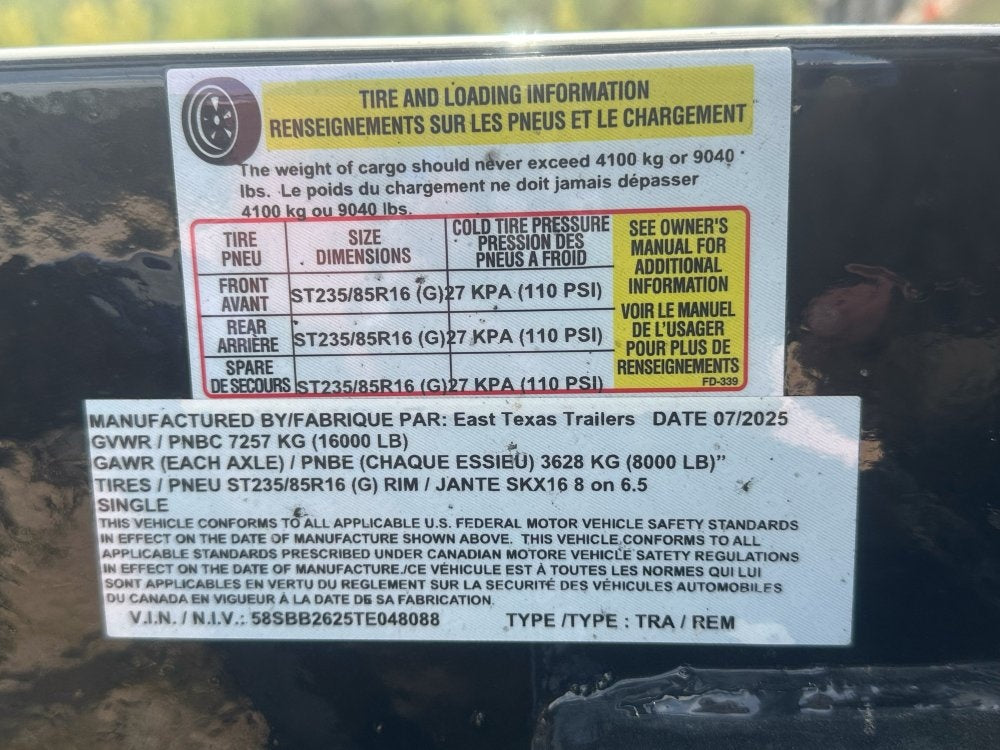 TIRE AND LOADING INFORMATION
RENSEIGNEMENTS SUR LES PNEUS ET LE CHARGEMENT
The weight of cargo should never exceed 4100 kg or 9040
lbs. Le poids du chargement ne doit jamais dépasser
4100 kg ou 9040 lbs.
TIRE
PNEU
SIZE
DIMENSIONS
COLD TIRE PRESSURE
PRESSION DES
PNEUS A FROID
FRONT
AVANT
ST235/85R16 (G)
27 KPA (110 PSI)
REAR
ARRIÈRE
ST235/85R16 (G)
27 KPA (110 PSI)
SPARE
DE SECOURS
ST235/85R16 (G)
27 KPA (110 PSI)
SEE OWNER'S
MANUAL FOR
ADDITIONAL
INFORMATION
VOIR LE MANUEL
DE L'USAGER
POUR PLUS DE
RENSEIGNEMENTS
FD-339
MANUFACTURED BY/FABRIQUE PAR: East Texas Trailers DATE 07/2025
GVWR / PNBC 7257 KG (16000 LB)
GAWR (EACH AXLE) / PNBE (CHAQUE ESSIEU) 3628 KG (8000 LB)”
TIRES / PNEU ST235/85R16 (G) RIM / JANTE SKX16 8 on 6.5
SINGLE
THIS VEHICLE CONFORMS TO ALL APPLICABLE U.S. FEDERAL MOTOR VEHICLE SAFETY STANDARDS
IN EFFECT ON THE DATE OF MANUFACTURE SHOWN ABOVE. THIS VEHICLE CONFORMS TO ALL
APPLICABLE STANDARDS PRESCRIBED UNDER CANADIAN MOTORE VEHICLE SAFETY REGULATIONS
IN EFFECT ON THE DATE OF MANUFACTURE./CE VÉHICULE EST À TOUTES LES NORMES QUI LUI
SONT APPLICABLES EN VERTU DU REGLEMENT SUR LA SECURITÉ DES VÉHICULES AUTOMOBILES
DU CANADA EN VIGUEUR À LA DATE DE SA FABRICATION.
V.I.N. / N.I.V.: 58SBB2625TE048088 TYPE /TYPE : TRA / REM